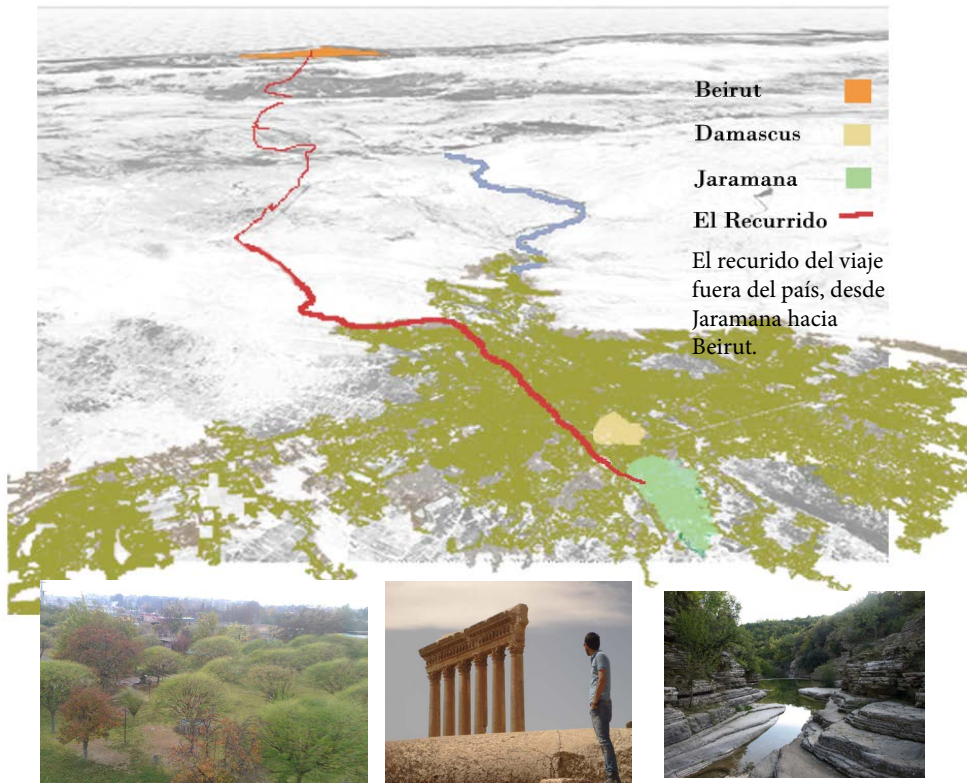 Beirut
Damascus
Jaramana
El Recurrido
El recurido del viaje
fuera del país, desde
Jaramana hacia
Beirut.